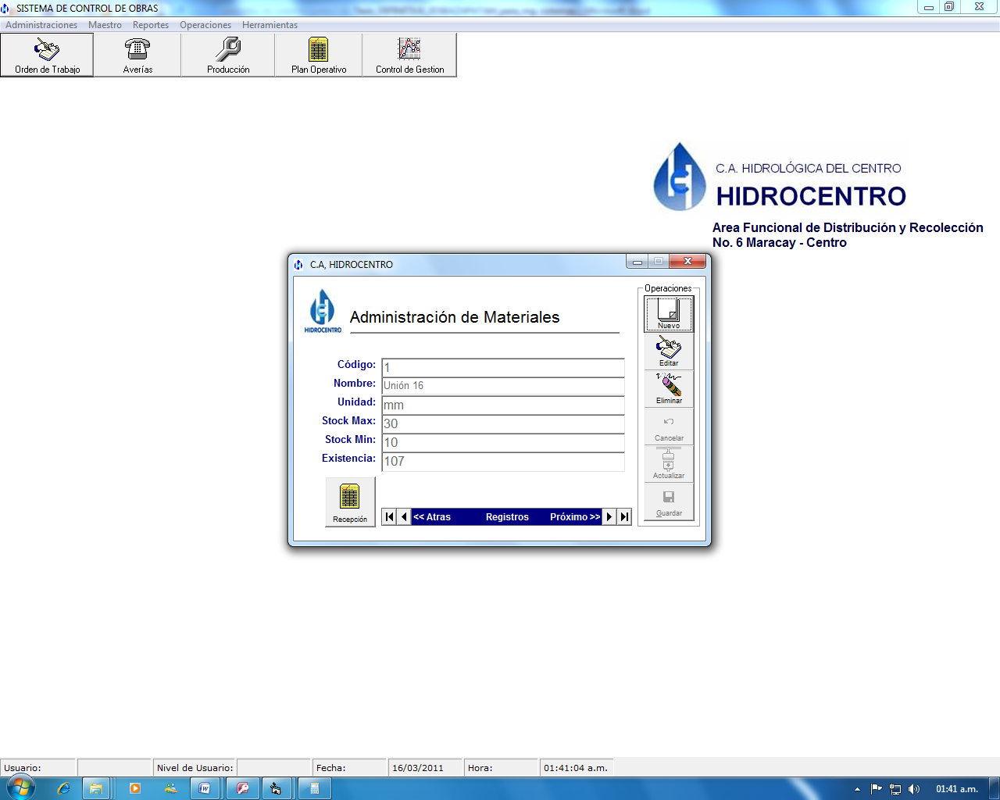 SISTEMA DE CONTROL DE OBRAS
Administraciones Maestro Reportes Operaciones Herramientas
Orden de Trabajo Averías Producción Plan Operativo Control de Gestion
C.A. HIDROLÓGICA DEL CENTRO
HIDROCENTRO
Area Funcional de Distribución y Recolección
No. 6 Maracay - Centro
C.A, HIDROCENTRO
HIDROCENTRO
Administración de Materiales
Código: 1
Nombre: Unión 16
Unidad: mm
Stock Max: 30
Stock Min: 10
Existencia: 107
Recepción
<< Atras Registros Próximo >>
Operaciones
Nuevo
Editar
Eliminar
Cancelar
Actualizar
Guardar
Usuario: Nivel de Usuario: Fecha: 16/03/2011 Hora: 01:41:04 a.m.
01:41 a.m.